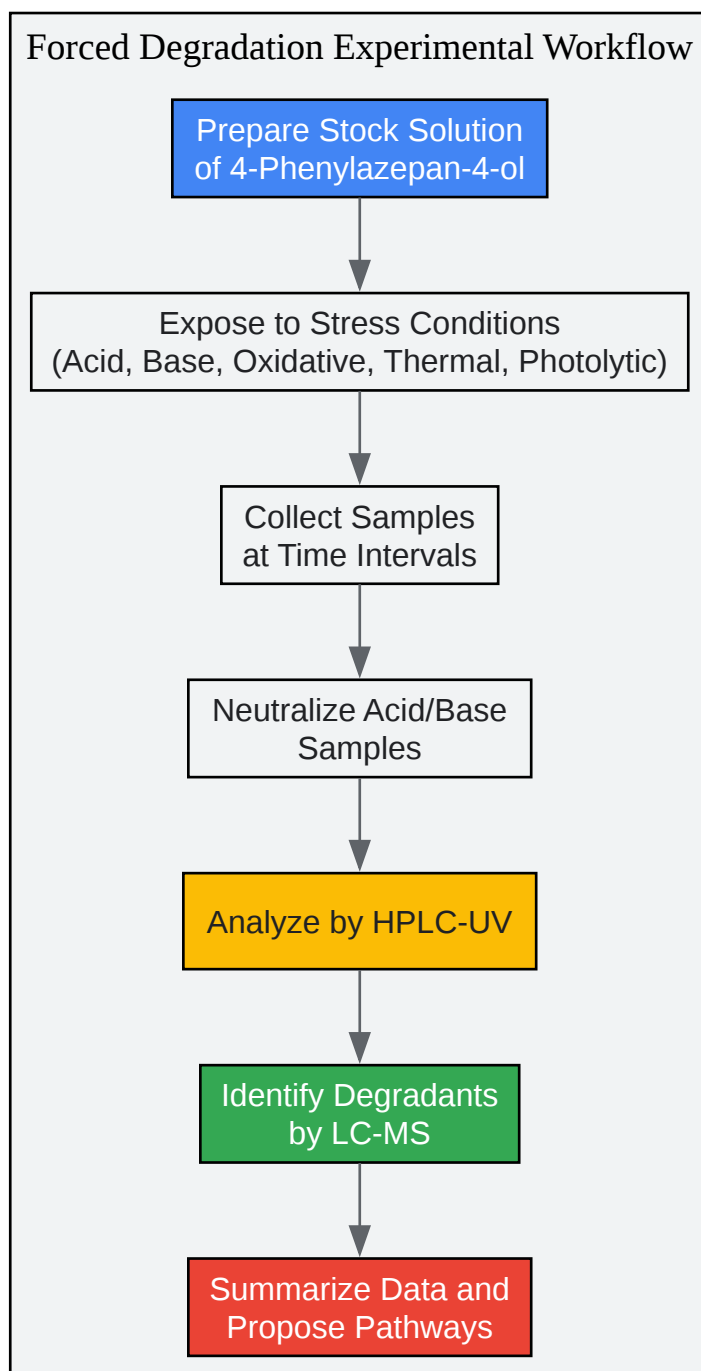 Forced Degradation Experimental Workflow
Prepare Stock Solution
of 4-Phenylazepan-4-ol
Expose to Stress Conditions
(Acid, Base, Oxidative, Thermal, Photolytic)
Collect Samples
at Time Intervals
Neutralize Acid/Base
Samples
Analyze by HPLC-UV
Identify Degradants
by LC-MS
Summarize Data and
Propose Pathways